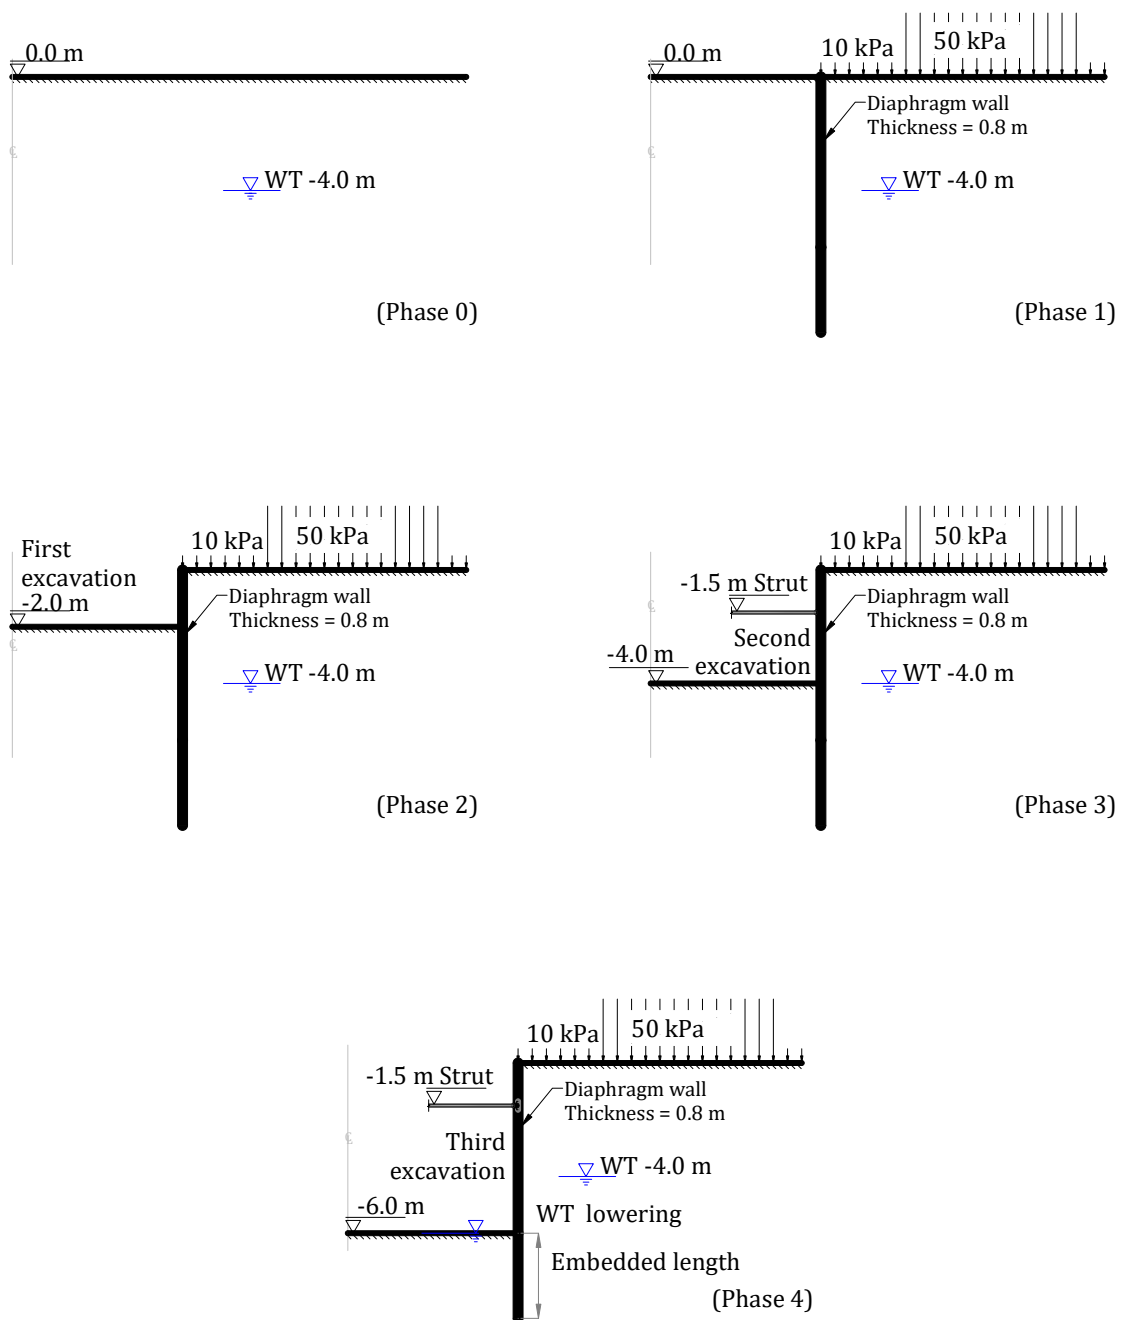 0.0 m
℄
WT -4.0 m
(Phase 0)
0.0 m
10 kPa
50 kPa
Diaphragm wall
Thickness = 0.8 m
℄
WT -4.0 m
(Phase 1)
First
excavation
-2.0 m
10 kPa
50 kPa
Diaphragm wall
Thickness = 0.8 m
℄
WT -4.0 m
(Phase 2)
10 kPa
50 kPa
-1.5 m Strut
Diaphragm wall
Thickness = 0.8 m
℄
Second
excavation
-4.0 m
WT -4.0 m
(Phase 3)
10 kPa
50 kPa
-1.5 m Strut
Diaphragm wall
Thickness = 0.8 m
℄
Third
excavation
WT -4.0 m
-6.0 m
WT lowering
Embedded length
(Phase 4)